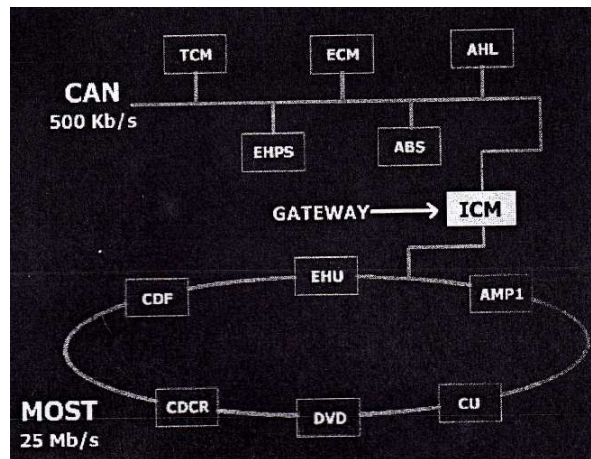 TCM
ECM
AHL
CAN
500 Kb/s
EHPS
ABS
GATEWAY
ICM
EHU
CDF
AMP1
CDCR
DVD
CU
MOST
25 Mb/s